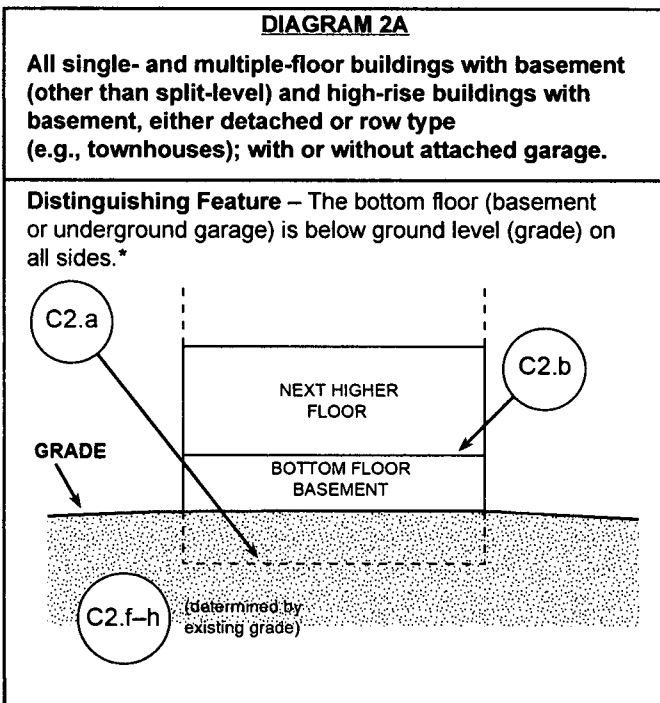 DIAGRAM 2A
All single- and multiple-floor buildings with basement
(other than split-level) and high-rise buildings with
basement, either detached or row type
(e.g., townhouses); with or without attached garage.
Distinguishing Feature – The bottom floor (basement
or underground garage) is below ground level (grade) on
all sides.*
C2.a
C2.b
NEXT HIGHER
FLOOR
GRADE
BOTTOM FLOOR
BASEMENT
C2.f–h
(determined by
existing grade)